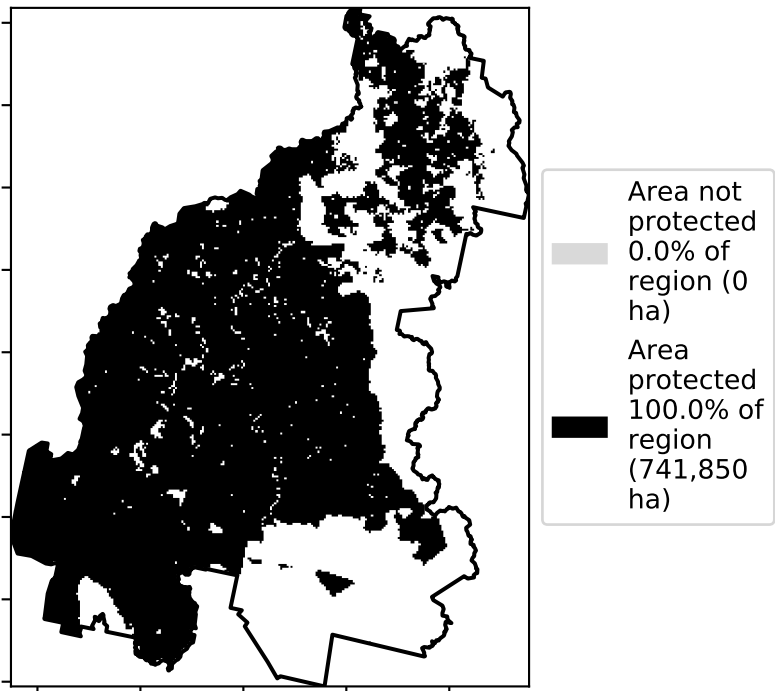 Area not
protected
0.0% of
region (0
ha)
Area
protected
100.0% of
region
(741,850
ha)